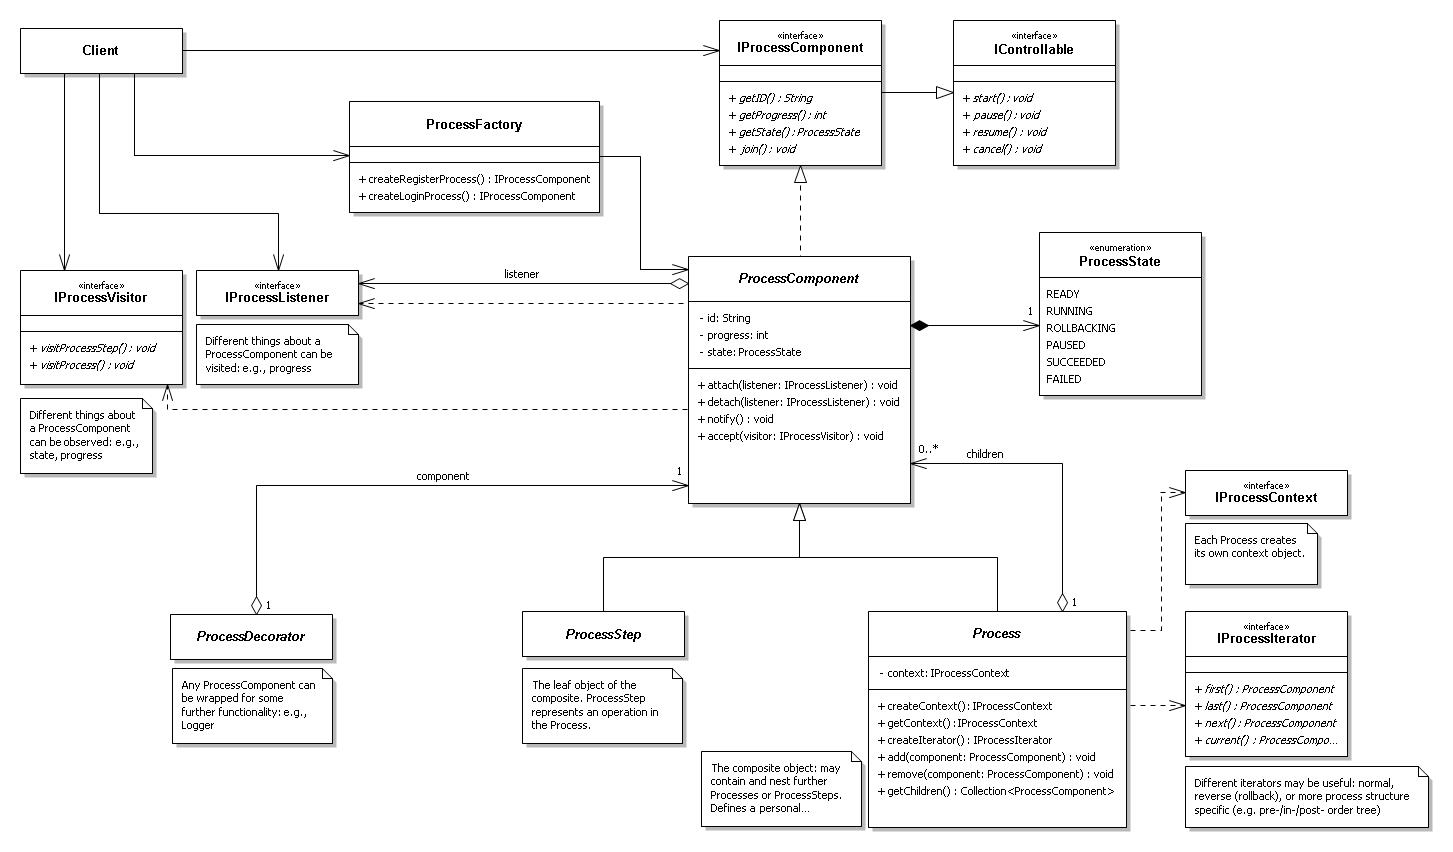 Client
«interface»
IProcessComponent
+ getID() : String
+ getProgress() : int
+ getState() : ProcessState
+ join() : void
«interface»
IControllable
+ start() : void
+ pause() : void
+ resume() : void
+ cancel() : void
ProcessFactory
+ createRegisterProcess() : IProcessComponent
+ createLoginProcess() : IProcessComponent
«interface»
IProcessVisitor
+ visitProcessStep() : void
+ visitProcess() : void
«interface»
IProcessListener
Different things about a
ProcessComponent can be
visited: e.g., progress
Different things about
a ProcessComponent
can be observed: e.g.,
state, progress
listener
ProcessComponent
- id: String
- progress: int
- state: ProcessState
+ attach(listener: IProcessListener) : void
+ detach(listener: IProcessListener) : void
+ notify() : void
+ accept(visitor: IProcessVisitor) : void
1
«enumeration»
ProcessState
READY
RUNNING
ROLLBACKING
PAUSED
SUCCEEDED
FAILED
0..*
children
component
1
«interface»
IProcessContext
Each Process creates
its own context object.
1
1
ProcessDecorator
Any ProcessComponent can
be wrapped for some
further functionality: e.g.,
Logger
ProcessStep
The leaf object of the
composite. ProcessStep
represents an operation in
the Process.
Process
- context: IProcessContext
+ createContext() : IProcessContext
+ getContext() : IProcessContext
+ createIterator() : IProcessIterator
+ add(component: ProcessComponent) : void
+ remove(component: ProcessComponent) : void
+ getChildren() : Collection<ProcessComponent>
The composite object: may
contain and nest further
Processes or ProcessSteps.
Defines a personal...
«interface»
IProcessIterator
+ first() : ProcessComponent
+ last() : ProcessComponent
+ next() : ProcessComponent
+ current() : ProcessCompo...
Different iterators may be useful: normal,
reverse (rollback), or more process structure
specific (e.g. pre-/in-/post- order tree)